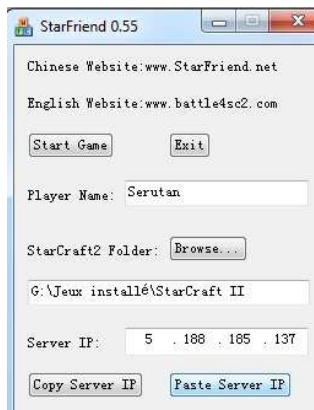 StarFriend 0.55
Chinese Website:www.StarFriend.net
English Website:www.battle4sc2.com
Start Game Exit
Player Name: Serutan
StarCraft2 Folder: Browse...
G:\Jeux installé\StarCraft II
Server IP: 5 . 188 . 185 . 137
Copy Server IP Paste Server IP